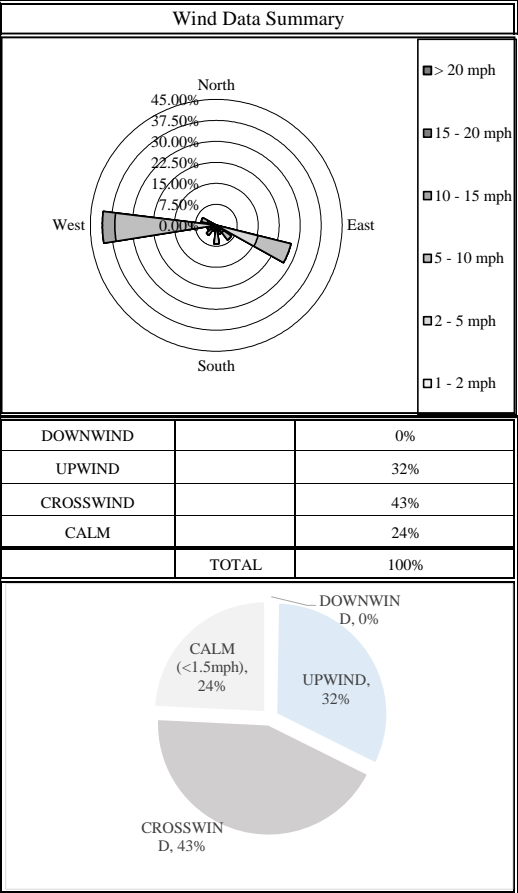 Wind Data Summary
North
45.00%
37.50%
30.00%
22.50%
15.00%
7.50%
0.00%
West
East
South
> 20 mph
15 - 20 mph
10 - 15 mph
5 - 10 mph
2 - 5 mph
1 - 2 mph
DOWNWIND 0%
UPWIND 32%
CROSSWIND 43%
CALM 24%
TOTAL 100%
DOWNWIN
D, 0%
CALM
(<1.5mph),
24%
UPWIND,
32%
CROSSWIN
D, 43%